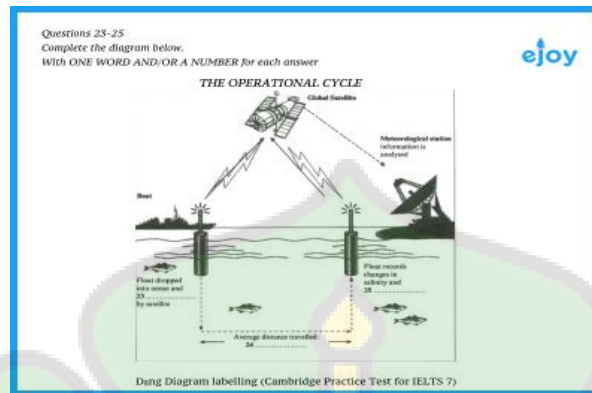 Questions 23-25
Complete the diagram below.
With ONE WORD AND/OR A NUMBER for each answer
ejoy
THE OPERATIONAL CYCLE
Global Satellite
Meteorological station
information is
analysed
Boat
Float dropped
into ocean and
23 ....................
by satellite
Float records
changes in
salinity and
25 ....................
Average distance travelled:
24 ....................
Dạng Diagram labelling (Cambridge Practice Test for IELTS 7)